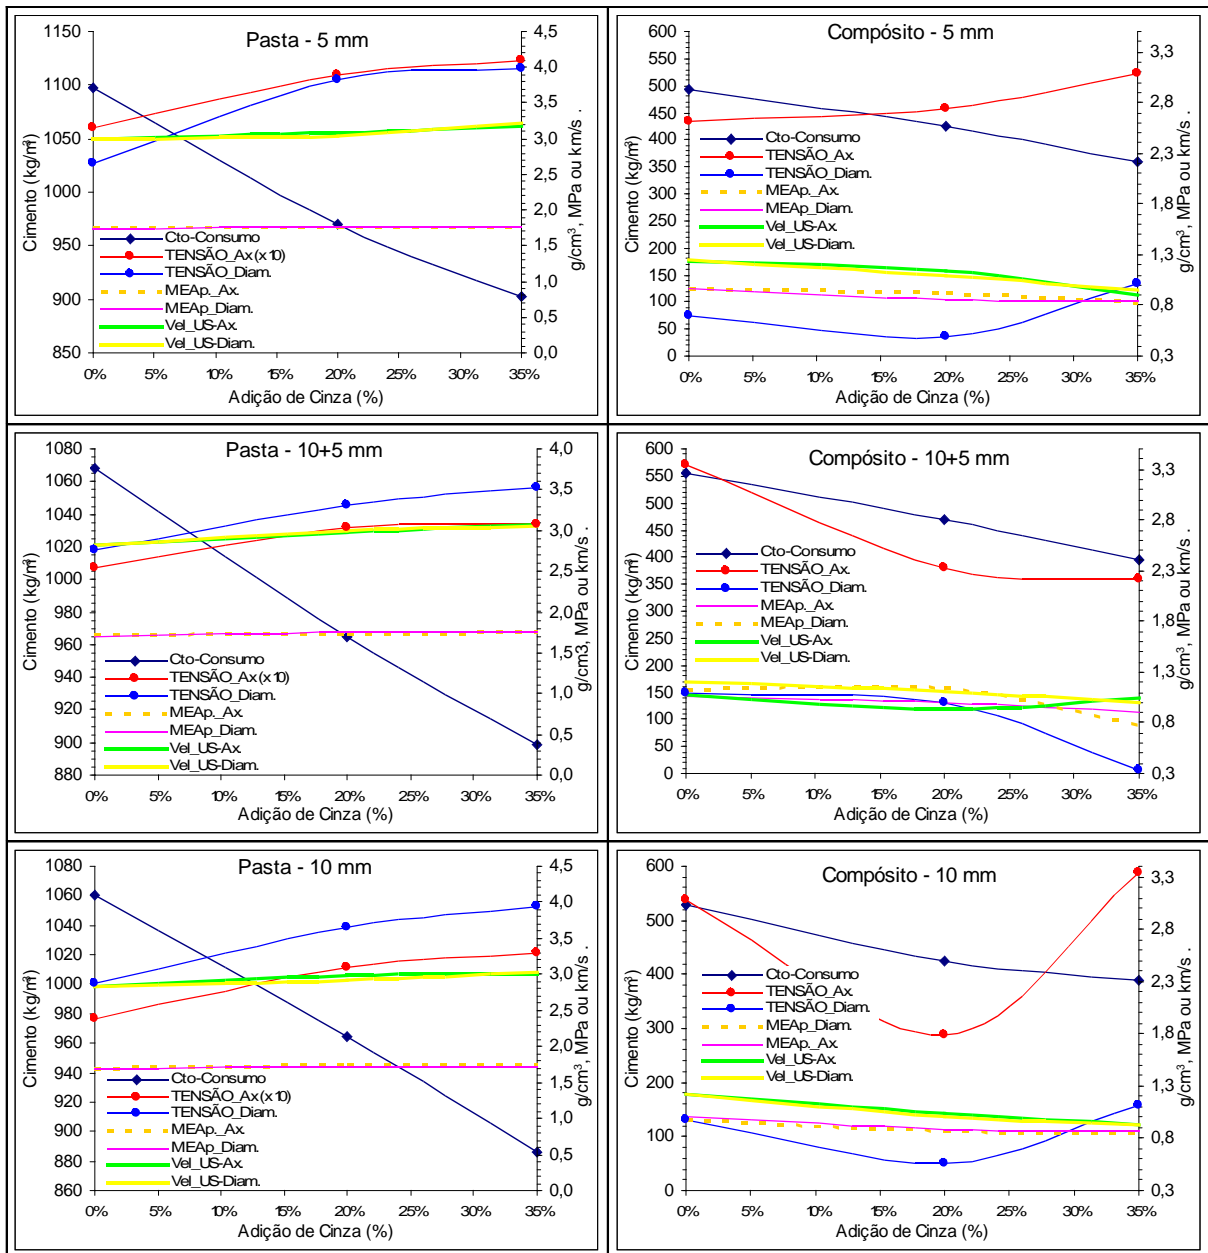 Pasta - 5 mm
1150
1100
1050
1000
950
900
850
4,5
4,0
3,5
3,0
2,5
2,0
1,5
1,0
0,5
0,0
Cimento (kg/m³)
g/cm³, MPa ou km/s .
Cto-Consumo
TENSÃO_Ax (x 10)
TENSÃO_Diam.
MEAp._Ax.
MEAp_Diam.
Vel_US-Ax.
Vel_US-Diam.
0% 5% 10% 15% 20% 25% 30% 35%
Adição de Cinza (%)
Compósito - 5 mm
600
550
500
450
400
350
300
250
200
150
100
50
0
3,3
2,8
2,3
1,8
1,3
0,8
0,3
Cimento (kg/m³)
g/cm³, MPa ou km/s .
Cto-Consumo
TENSÃO_Ax.
TENSÃO_Diam.
MEAp._Ax.
MEAp_Diam.
Vel_US-Ax.
Vel_US-Diam.
0% 5% 10% 15% 20% 25% 30% 35%
Adição de Cinza (%)
Pasta - 10+5 mm
1080
1060
1040
1020
1000
980
960
940
920
900
880
4,0
3,5
3,0
2,5
2,0
1,5
1,0
0,5
0,0
Cimento (kg/m³)
g/cm3, MPa ou km/s .
Cto-Consumo
TENSÃO_Ax (x 10)
TENSÃO_Diam.
MEAp._Ax.
MEAp_Diam.
Vel_US-Ax.
Vel_US-Diam.
0% 5% 10% 15% 20% 25% 30% 35%
Adição de Cinza (%)
Compósito - 10+5 mm
600
550
500
450
400
350
300
250
200
150
100
50
0
3,3
2,8
2,3
1,8
1,3
0,8
0,3
Cimento (kg/m³)
g/cm³, MPa ou km/s .
Cto-Consumo
TENSÃO_Ax.
TENSÃO_Diam.
MEAp._Ax.
MEAp_Diam.
Vel_US-Ax.
Vel_US-Diam.
0% 5% 10% 15% 20% 25% 30% 35%
Adição de Cinza (%)
Pasta - 10 mm
1080
1060
1040
1020
1000
980
960
940
920
900
880
860
4,5
4,0
3,5
3,0
2,5
2,0
1,5
1,0
0,5
0,0
Cimento (kg/m³)
g/cm³, MPa ou km/s .
Cto-Consumo
TENSÃO_Ax (x 10)
TENSÃO_Diam.
MEAp._Ax.
MEAp_Diam.
Vel_US-Ax.
Vel_US-Diam.
0% 5% 10% 15% 20% 25% 30% 35%
Adição de Cinza (%)
Compósito - 10 mm
600
500
400
300
200
100
0
3,3
2,8
2,3
1,8
1,3
0,8
0,3
Cimento (kg/m³)
g/cm³, MPa ou km/s .
Cto-Consumo
TENSÃO_Ax.
TENSÃO_Diam.
MEAp_Diam.
MEAp._Ax.
Vel_US-Ax.
Vel_US-Diam.
0% 5% 10% 15% 20% 25% 30% 35%
Adição de Cinza (%)